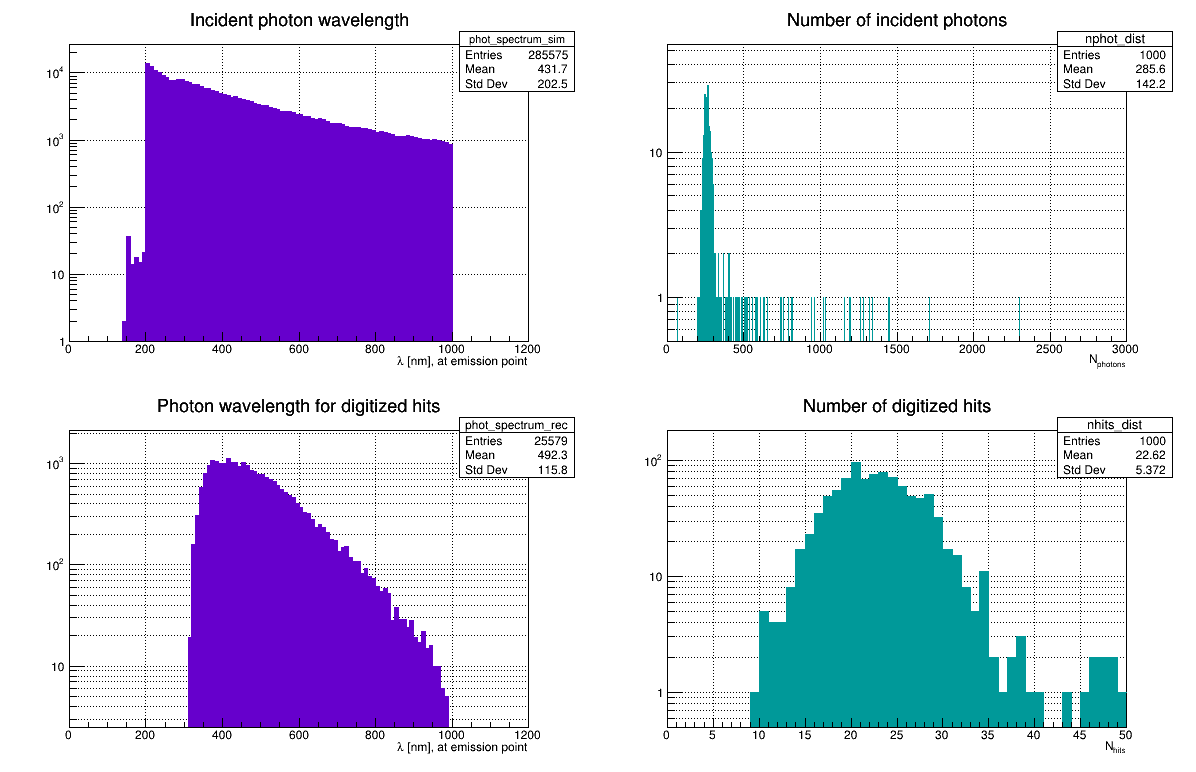 Incident photon wavelength
phot_spectrum_sim
Entries 285575
Mean 431.7
Std Dev 202.5
10^4
10^3
10^2
10
1
0 200 400 600 800 1000 1200
λ [nm], at emission point
Number of incident photons
nphot_dist
Entries 1000
Mean 285.6
Std Dev 142.2
10
1
0 500 1000 1500 2000 2500 3000
N_photons
Photon wavelength for digitized hits
phot_spectrum_rec
Entries 25579
Mean 492.3
Std Dev 115.8
10^3
10^2
10
0 200 400 600 800 1000 1200
λ [nm], at emission point
Number of digitized hits
nhits_dist
Entries 1000
Mean 22.62
Std Dev 5.372
10^2
10
1
0 5 10 15 20 25 30 35 40 45 50
N_hits